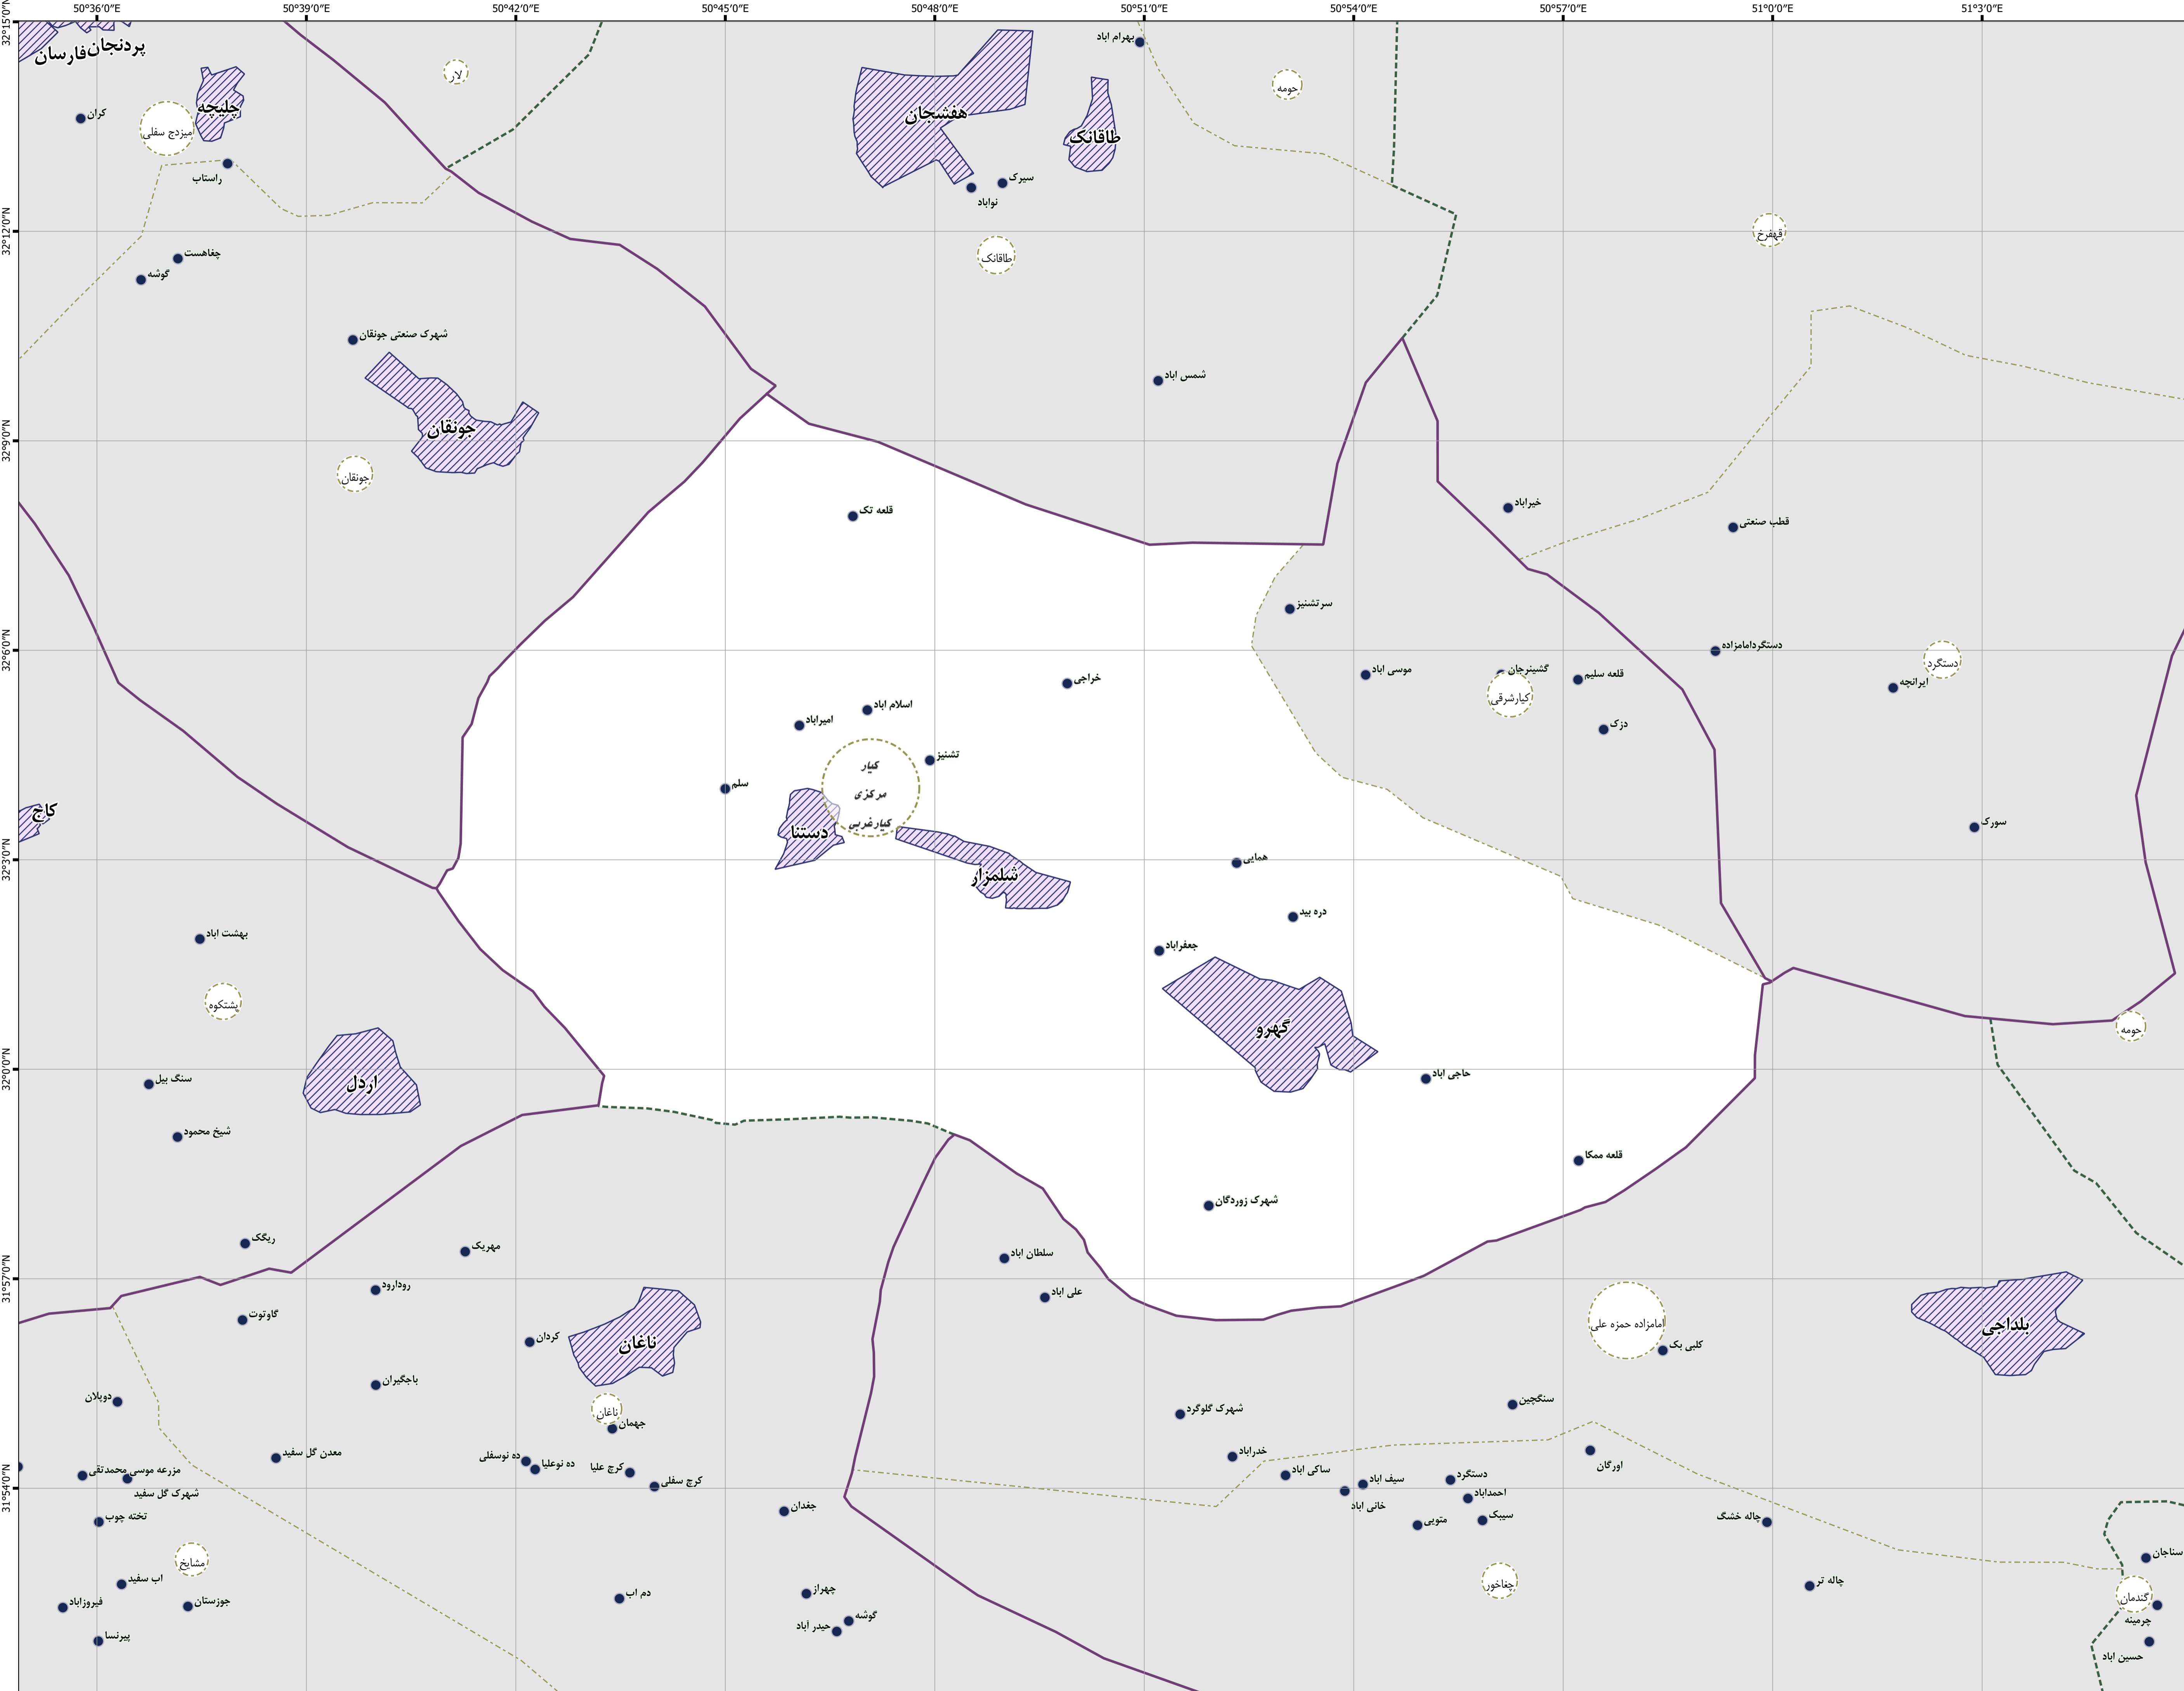 50°36'0"E
50°39'0"E
50°42'0"E
50°45'0"E
50°48'0"E
50°51'0"E
50°54'0"E
50°57'0"E
51°0'0"E
51°3'0"E
32°15'0"N
32°12'0"N
32°9'0"N
32°6'0"N
32°3'0"N
32°0'0"N
31°57'0"N
31°54'0"N
پردنجان
فارسان
چلیچه
کران
میزدج سفلی
راستاب
لار
بهرام اباد
هفشجان
طاقانک
حومه
سیرک
نواباد
طاقانک
قهفرخ
چغاهست
گوشه
شهرک صنعتی جونقان
جونقان
جونقان
شمس اباد
قلعه تک
خیراباد
قطب صنعتی
سرتشنیز
دستگردامامزاده
دستگرد
ایرانچه
موسی اباد
گشنیزجان
کیارشرقی
قلعه سلیم
دزک
خراجی
اسلام اباد
امیراباد
تشنیز
سلم
کیار
مرکزی
کیارغربی
دستنا
شلمزار
کاج
سورک
همایی
دره بید
جعفراباد
بهشت اباد
پشتکوه
گهرو
حومه
اردل
سنگ بیل
حاجی اباد
شیخ محمود
قلعه ممکا
شهرک زوردگان
ریگک
مهریک
سلطان اباد
علی اباد
رودارود
گاوتوت
کردان
ناغان
امامزاده حمزه علی
کلبی بک
بلداجی
باجگیران
دوپلان
ناغان
جهمان
شهرک گلوگرد
سنگچین
معدن گل سفید
ده نوسفلی
ده نوعلیا
کرچ علیا
کرچ سفلی
خدراباد
ساکی اباد
سیف اباد
خانی اباد
دستگرد
احمداباد
اورگان
مزرعه موسی محمدتقی
شهرک گل سفید
تخته چوب
جغدان
متویی
سیبک
چاله خشگ
مشایخ
اب سفید
سناجان
فیروزاباد
جوزستان
دم اب
چهراز
چغاخور
چاله تر
گندمان
گوشه
حیدر آباد
چرمینه
پیرنسا
حسین اباد